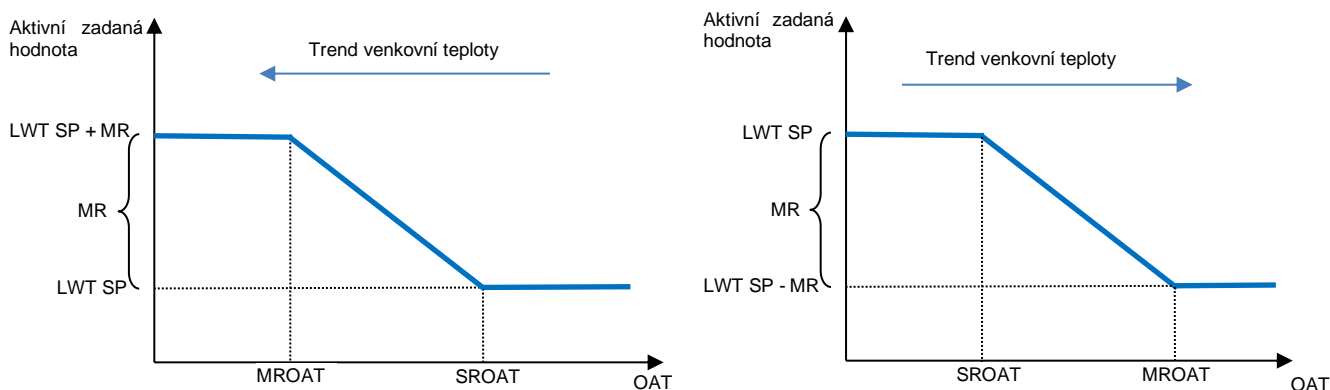 Aktivní zadaná
hodnota
Trend venkovní teploty
LWT SP + MR
MR
LWT SP
MROAT
SROAT
OAT
Aktivní zadaná
hodnota
Trend venkovní teploty
LWT SP
MR
LWT SP - MR
SROAT
MROAT
OAT